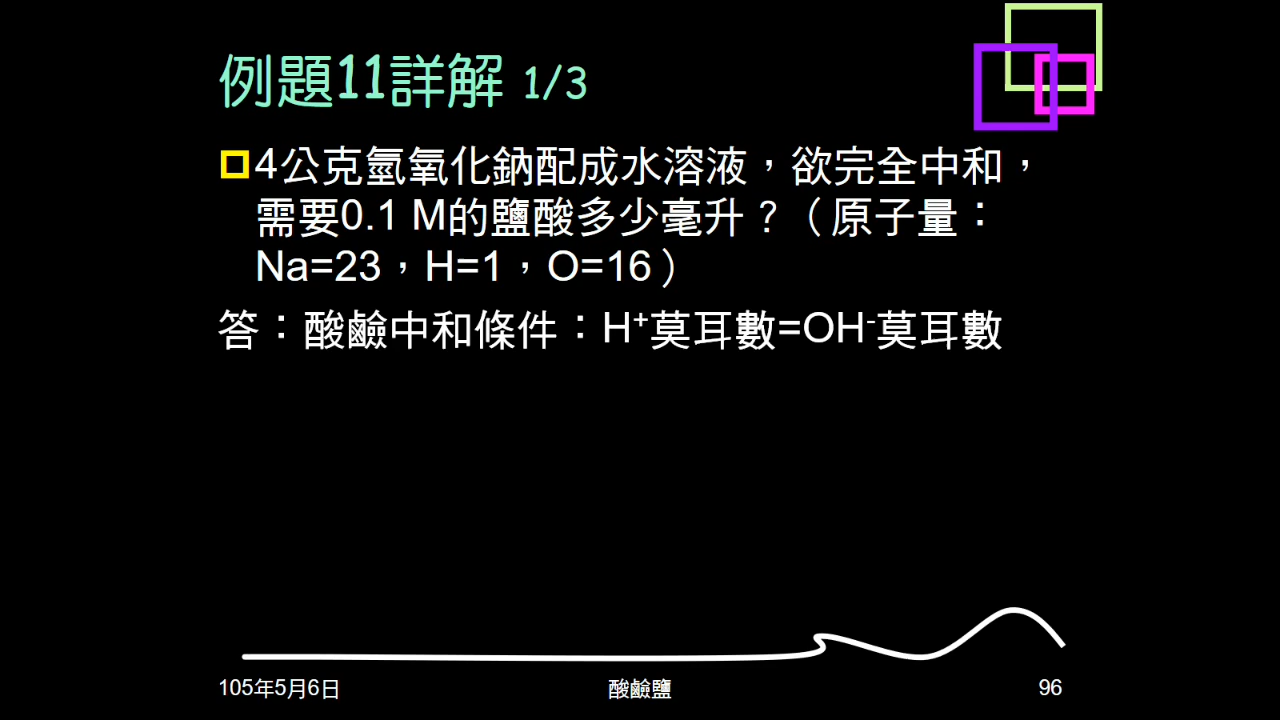 例題11詳解 1/3
4公克氫氧化鈉配成水溶液，欲完全中和，
需要0.1 M的鹽酸多少毫升？（原子量：
Na=23，H=1，O=16）
答：酸鹼中和條件：H⁺莫耳數=OH⁻莫耳數
105年5月6日
酸鹼鹽
96